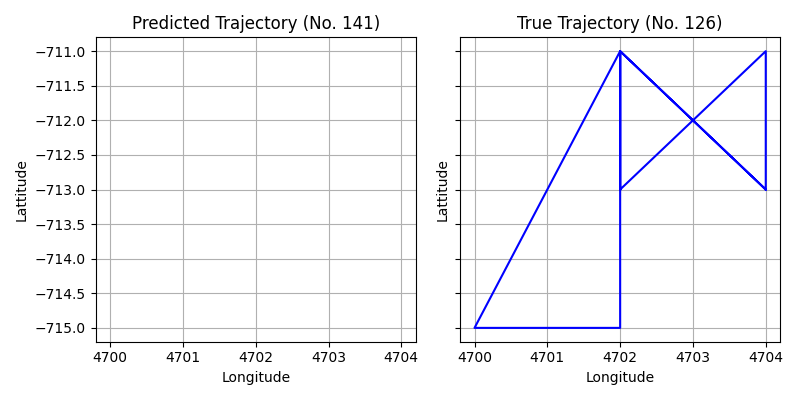 Predicted Trajectory (No. 141)
True Trajectory (No. 126)
Lattitude
−711.0
−711.5
−712.0
−712.5
−713.0
−713.5
−714.0
−714.5
−715.0
4700 4701 4702 4703 4704
Longitude
Lattitude
4700 4701 4702 4703 4704
Longitude